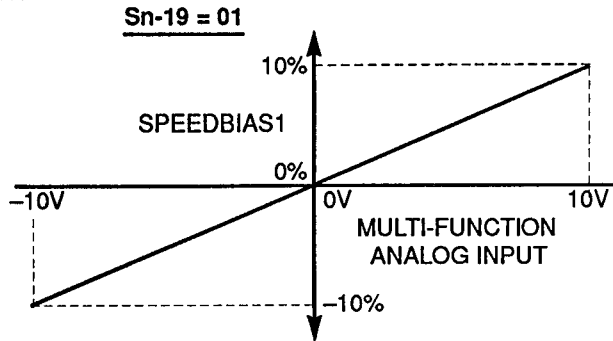 Sn-19 = 01
10%
SPEEDBIAS1
0%
–10V
0V
10V
MULTI-FUNCTION
ANALOG INPUT
–10%